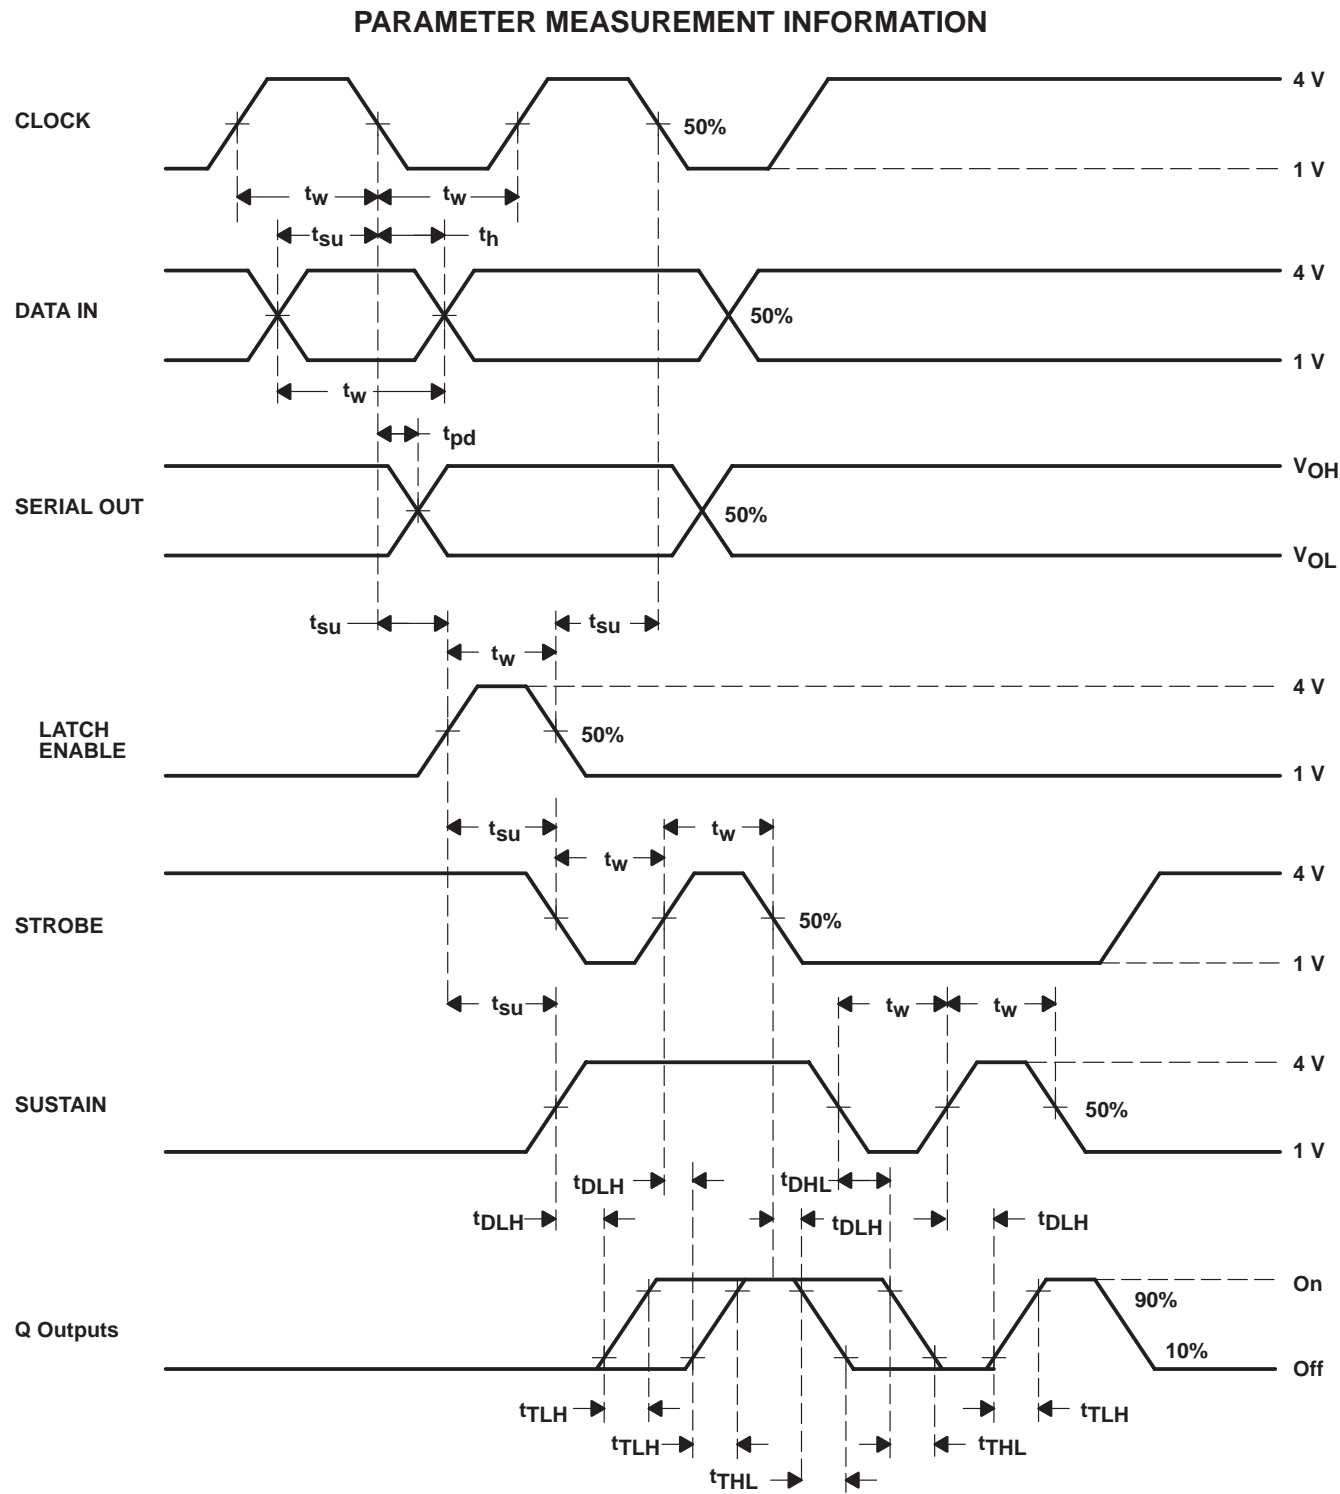 PARAMETER MEASUREMENT INFORMATION
4 V
CLOCK
50%
1 V
tw
tw
tsu
th
4 V
DATA IN
50%
1 V
tw
tpd
VOH
SERIAL OUT
50%
VOL
tsu
tsu
tw
4 V
LATCH
ENABLE
50%
1 V
tsu
tw
tw
4 V
STROBE
50%
1 V
tsu
tw
tw
4 V
SUSTAIN
50%
1 V
tDLH
tDHL
tDLH
tDLH
tDLH
On
90%
Q Outputs
10%
Off
tTLH
tTLH
tTLH
tTHL
tTHL